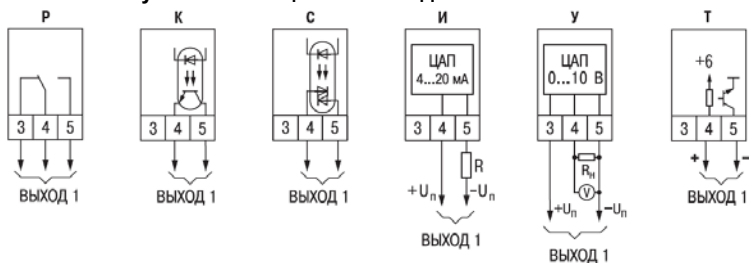 Р К С И У Т
ЦАП
4...20 мА
ЦАП
0...10 В
+6
3 4 5 3 4 5 3 4 5 3 4 5 3 4 5 3 4 5
R
Rн
V
+ –
+Uп –Uп
+Uп –Uп
ВЫХОД 1 ВЫХОД 1 ВЫХОД 1 ВЫХОД 1 ВЫХОД 1 ВЫХОД 1